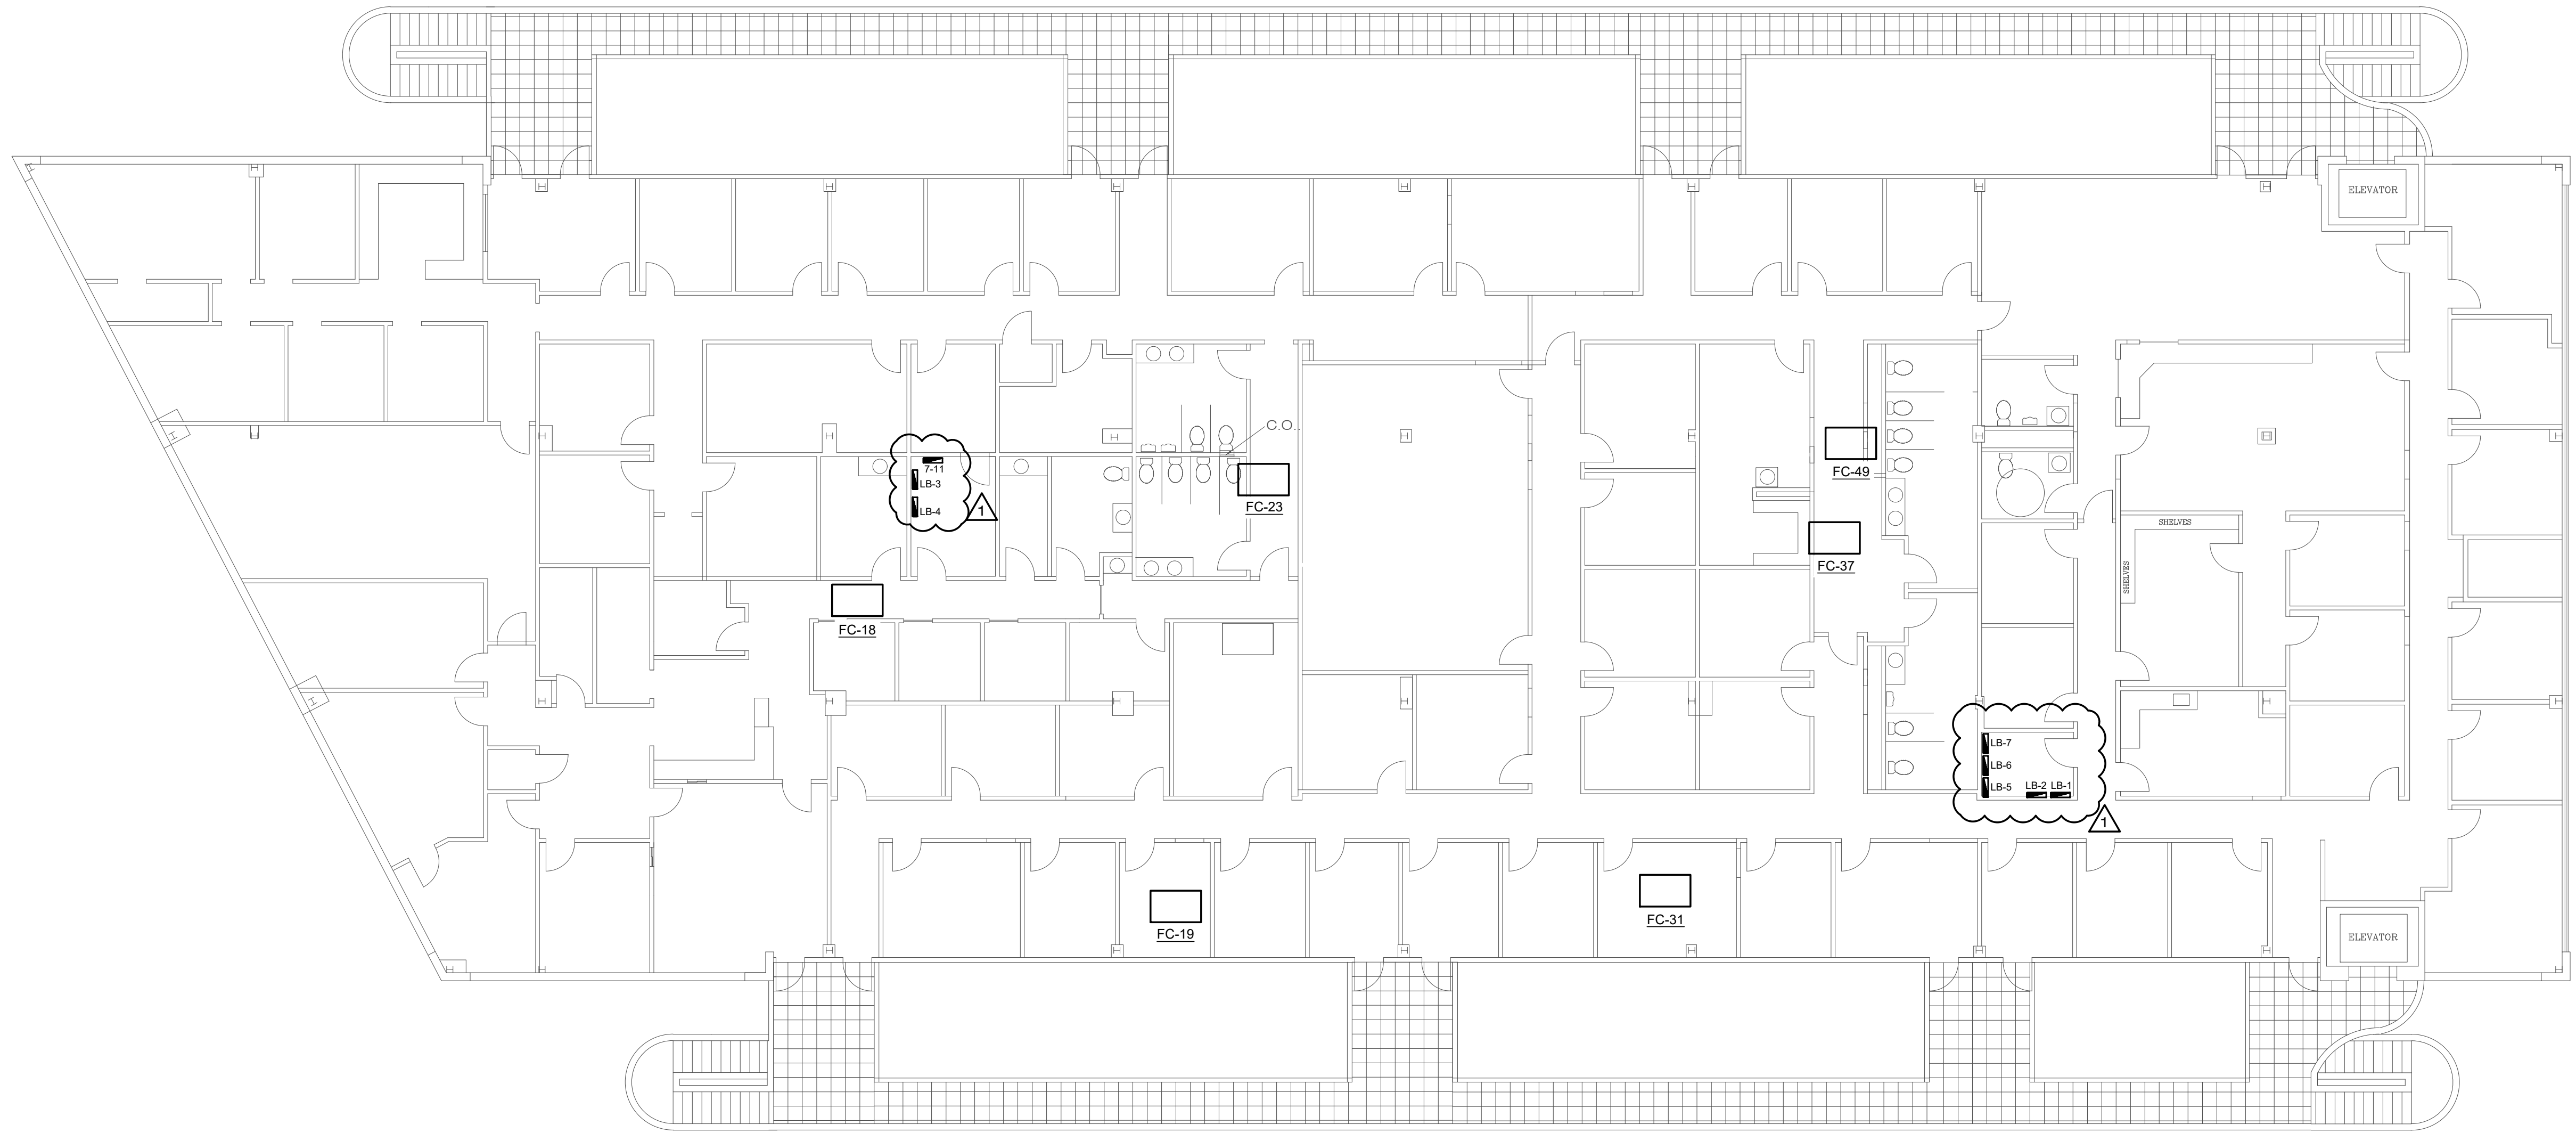 ELEVATOR
C.O..
7-11
LB-3
LB-4
1
FC-23
FC-49
FC-37
SHELVES
SHELVES
FC-18
LB-7
LB-6
LB-5
LB-2 LB-1
1
FC-19
FC-31
ELEVATOR